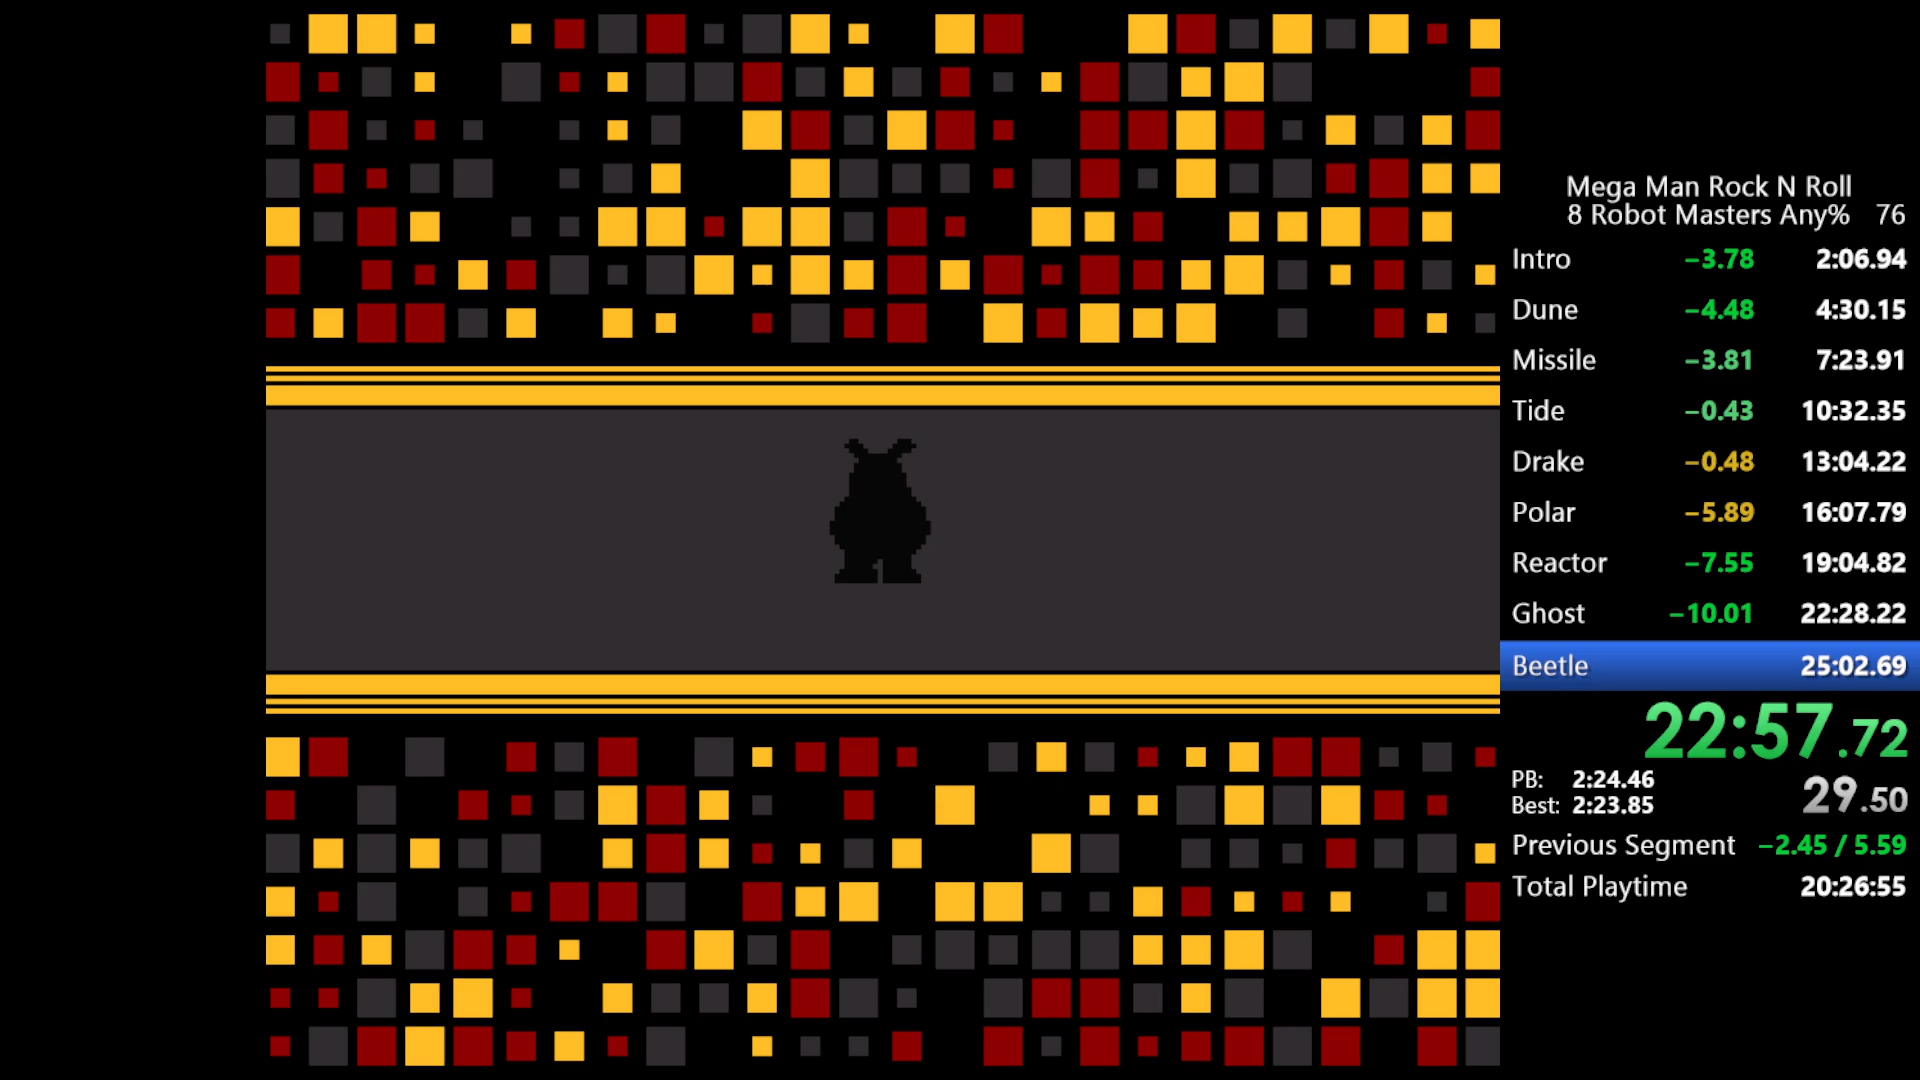 Mega Man Rock N Roll
8 Robot Masters Any% 76
Intro −3.78 2:06.94
Dune −4.48 4:30.15
Missile −3.81 7:23.91
Tide −0.43 10:32.35
Drake −0.48 13:04.22
Polar −5.89 16:07.79
Reactor −7.55 19:04.82
Ghost −10.01 22:28.22
Beetle 25:02.69
22:57.72
PB: 2:24.46
Best: 2:23.85
29.50
Previous Segment −2.45 / 5.59
Total Playtime 20:26:55